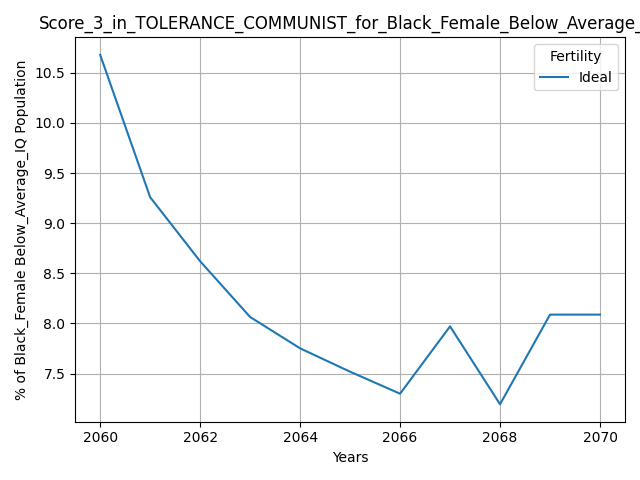 Score_3_in_TOLERANCE_COMMUNIST_for_Black_Female_Below_Average_
Fertility
Ideal
% of Black_Female Below_Average_IQ Population
10.5
10.0
9.5
9.0
8.5
8.0
7.5
2060
2062
2064
2066
2068
2070
Years